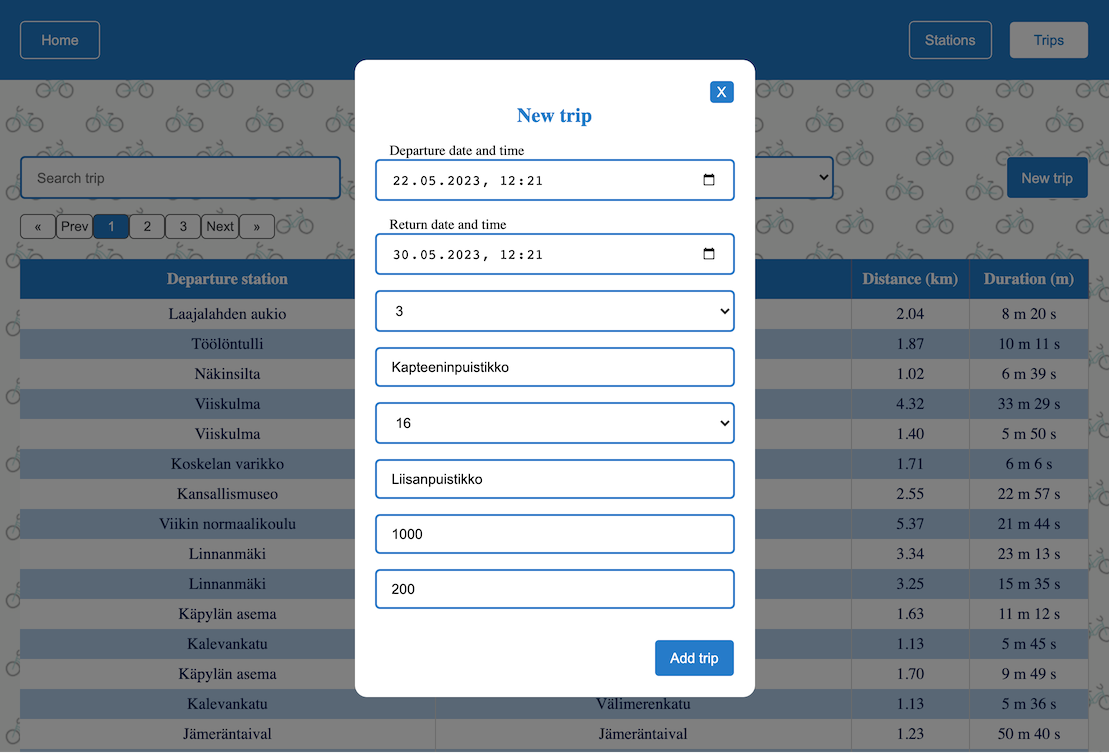 Home Stations Trips
X
New trip
Departure date and time
22.05.2023, 12:21
Search trip New trip
Return date and time
« Prev 1 2 3 Next »
30.05.2023, 12:21
3
Kapteeninpuistikko
16
Liisanpuistikko
1000
200
Add trip
Departure station Distance (km) Duration (m)
Laajalahden aukio 2.04 8 m 20 s
Töölöntulli 1.87 10 m 11 s
Näkinsilta 1.02 6 m 39 s
Viiskulma 4.32 33 m 29 s
Viiskulma 1.40 5 m 50 s
Koskelan varikko 1.71 6 m 6 s
Kansallismuseo 2.55 22 m 57 s
Viikin normaalikoulu 5.37 21 m 44 s
Linnanmäki 3.34 23 m 13 s
Linnanmäki 3.25 15 m 35 s
Käpylän asema 1.63 11 m 12 s
Kalevankatu 1.13 5 m 45 s
Käpylän asema 1.70 9 m 49 s
Kalevankatu Välimerenkatu 1.13 5 m 36 s
Jämeräntaival Jämeräntaival 1.23 50 m 40 s